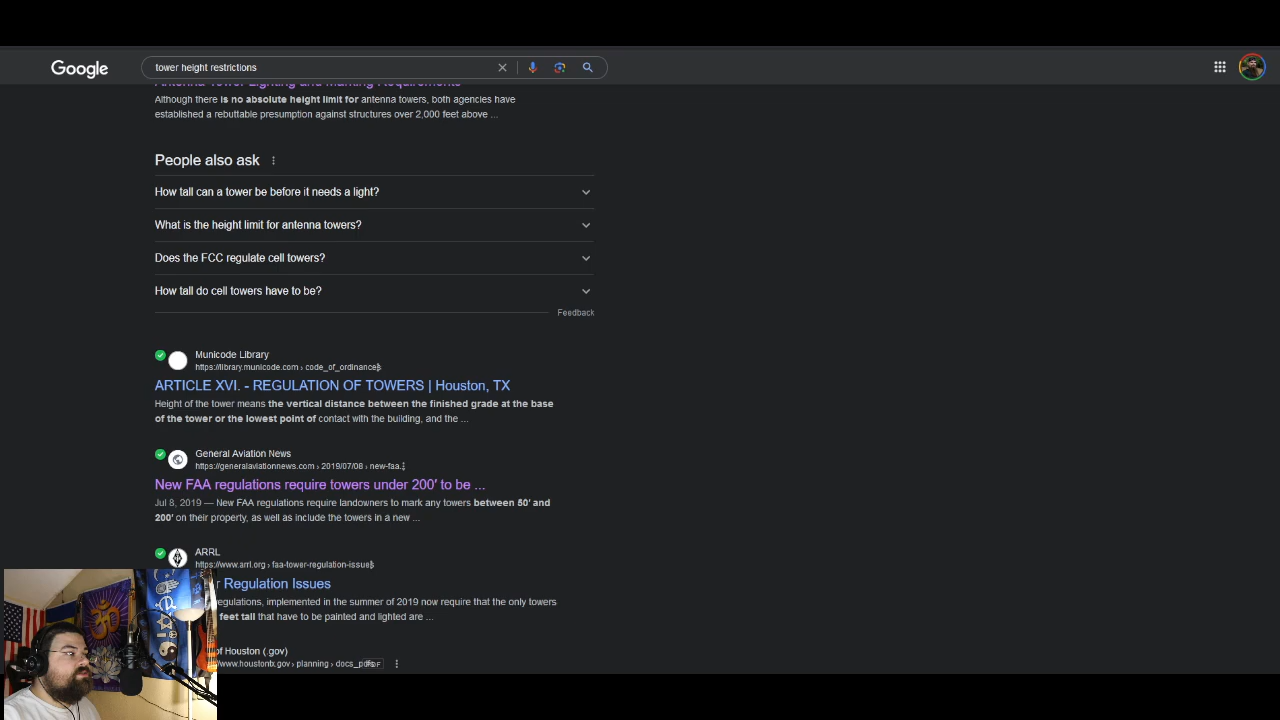 Google
tower height restrictions
Antenna Tower Lighting and Marking Requirements
Although there is no absolute height limit for antenna towers, both agencies have
established a rebuttable presumption against structures over 2,000 feet above ...
People also ask
How tall can a tower be before it needs a light?
What is the height limit for antenna towers?
Does the FCC regulate cell towers?
How tall do cell towers have to be?
Feedback
Municode Library
https://library.municode.com › code_of_ordinances
ARTICLE XVI. - REGULATION OF TOWERS | Houston, TX
Height of the tower means the vertical distance between the finished grade at the base
of the tower or the lowest point of contact with the building, and the ...
General Aviation News
https://generalaviationnews.com › 2019/07/08 › new-faa...
New FAA regulations require towers under 200′ to be ...
Jul 8, 2019 — New FAA regulations require landowners to mark any towers between 50′ and
200′ on their property, as well as include the towers in a new ...
ARRL
https://www.arrl.org › faa-tower-regulation-issues
r Regulation Issues
egulations, implemented in the summer of 2019 now require that the only towers
feet tall that have to be painted and lighted are ...
of Houston (.gov)
/www.houstontx.gov › planning › docs_pdfs
PDF